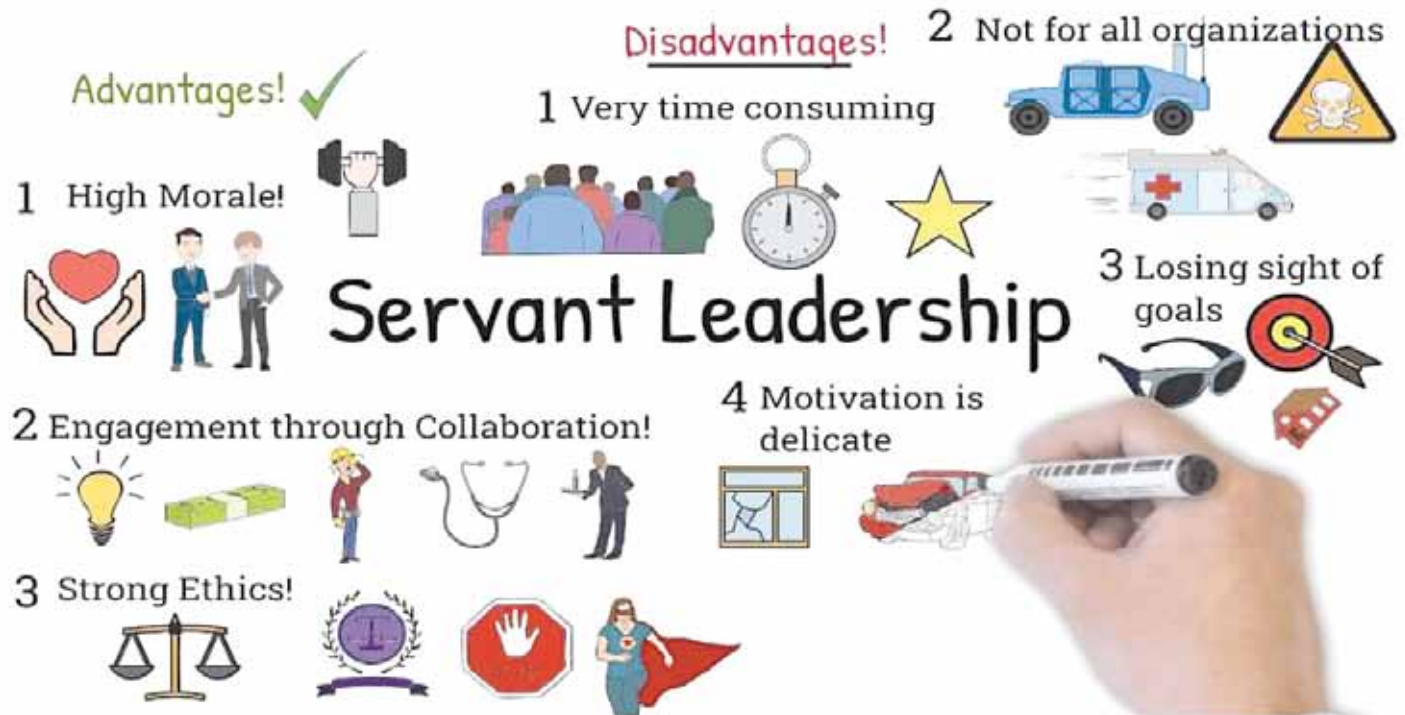 Advantages!
1 High Morale!
2 Engagement through Collaboration!
3 Strong Ethics!
Servant Leadership
Disadvantages!
1 Very time consuming
2 Not for all organizations
3 Losing sight of
goals
4 Motivation is
delicate